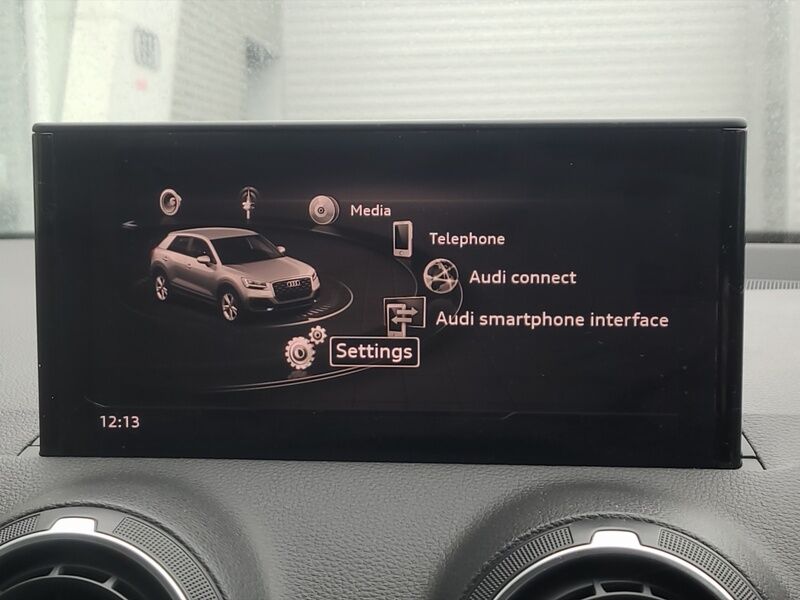 Media
Telephone
Audi connect
Audi smartphone interface
Settings
12:13